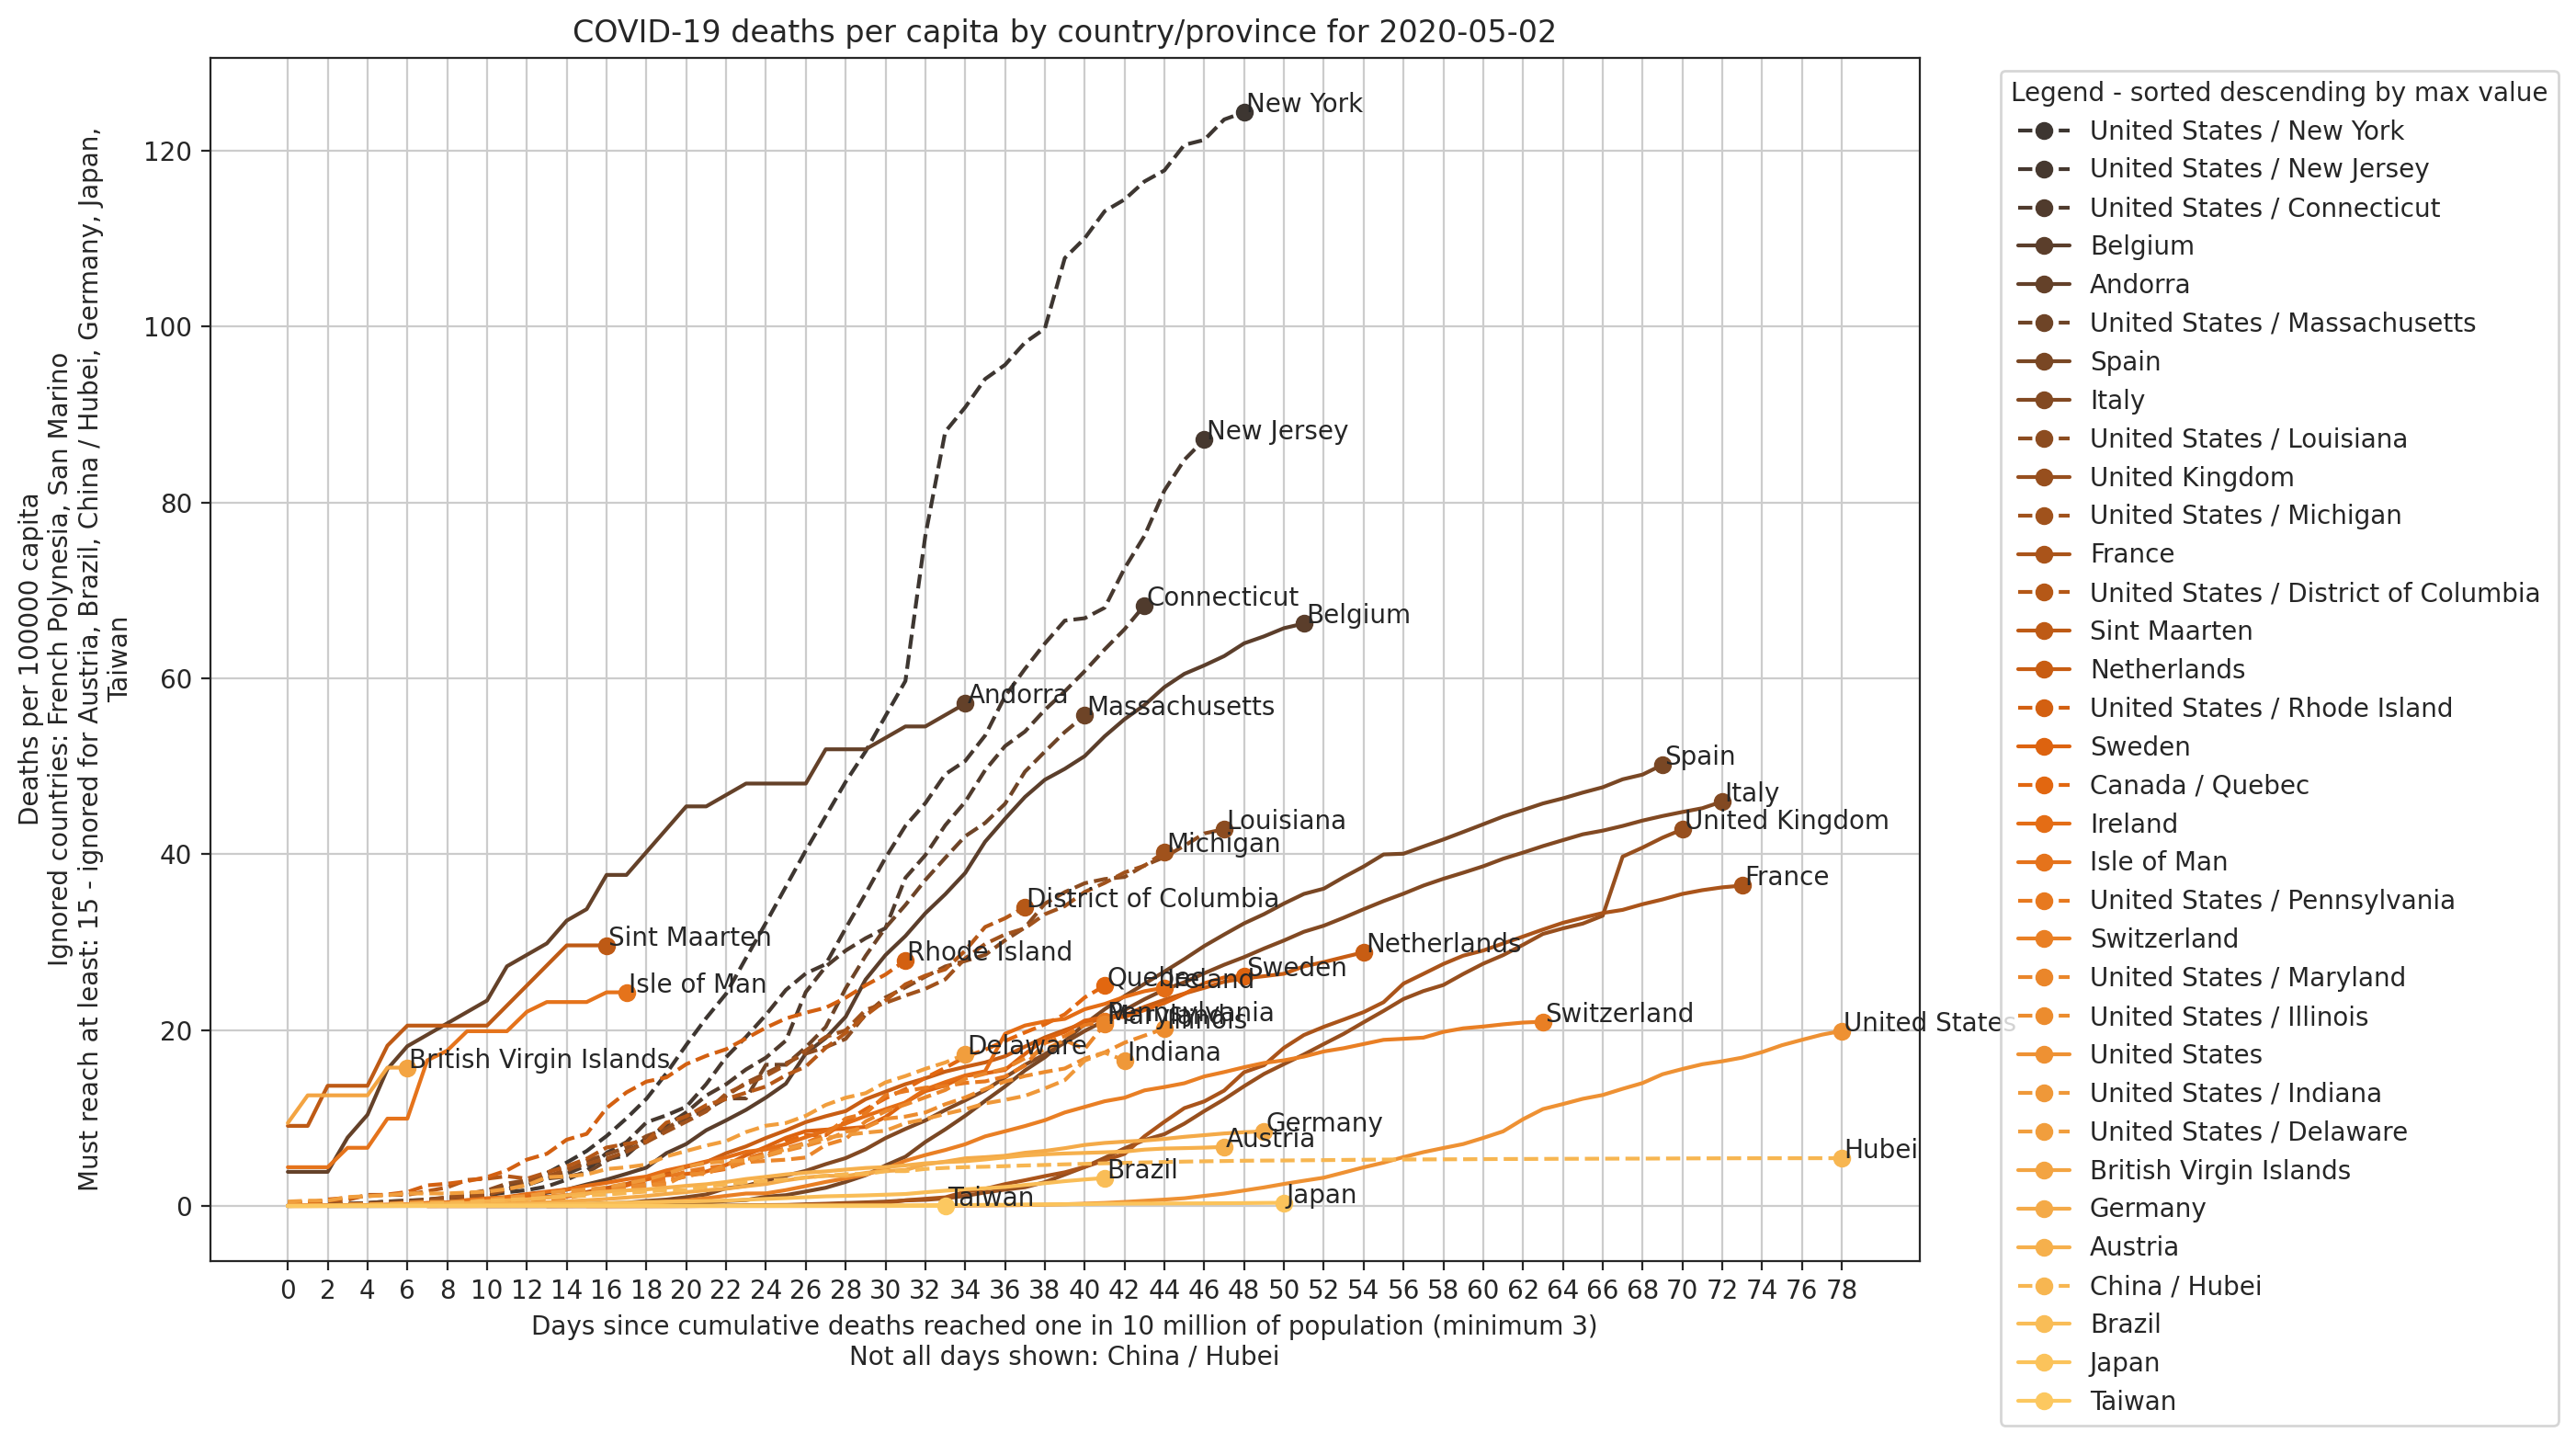 COVID-19 deaths per capita by country/province for 2020-05-02
Deaths per 100000 capita
Ignored countries: French Polynesia, San Marino
Must reach at least: 15 - ignored for Austria, Brazil, China / Hubei, Germany, Japan,
Taiwan
120
100
80
60
40
20
0
New York
New Jersey
Connecticut
Belgium
Andorra
Massachusetts
Spain
Italy
United Kingdom
Louisiana
Michigan
France
District of Columbia
Sint Maarten
Netherlands
Rhode Island
Sweden
Quebec
Ireland
Isle of Man
Pennsylvania
Maryland
Illinois
Switzerland
United States
Delaware
Indiana
British Virgin Islands
Germany
Austria
Hubei
Brazil
Japan
Taiwan
0 2 4 6 8 10 12 14 16 18 20 22 24 26 28 30 32 34 36 38 40 42 44 46 48 50 52 54 56 58 60 62 64 66 68 70 72 74 76 78
Days since cumulative deaths reached one in 10 million of population (minimum 3)
Not all days shown: China / Hubei
Legend - sorted descending by max value
United States / New York
United States / New Jersey
United States / Connecticut
Belgium
Andorra
United States / Massachusetts
Spain
Italy
United States / Louisiana
United Kingdom
United States / Michigan
France
United States / District of Columbia
Sint Maarten
Netherlands
United States / Rhode Island
Sweden
Canada / Quebec
Ireland
Isle of Man
United States / Pennsylvania
Switzerland
United States / Maryland
United States / Illinois
United States
United States / Indiana
United States / Delaware
British Virgin Islands
Germany
Austria
China / Hubei
Brazil
Japan
Taiwan